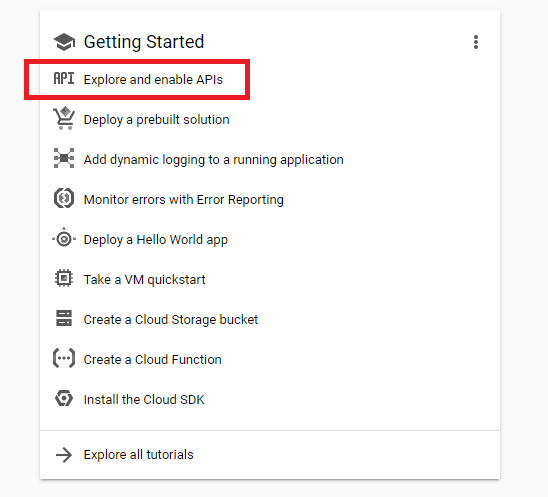 Getting Started
API Explore and enable APIs
Deploy a prebuilt solution
Add dynamic logging to a running application
Monitor errors with Error Reporting
Deploy a Hello World app
Take a VM quickstart
Create a Cloud Storage bucket
Create a Cloud Function
Install the Cloud SDK
Explore all tutorials